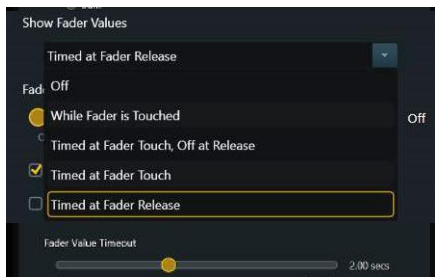 Show Fader Values
Timed at Fader Release
Off
While Fader is Touched
Off
Timed at Fader Touch, Off at Release
Timed at Fader Touch
Timed at Fader Release
Fader Value Timeout
2.00 secs